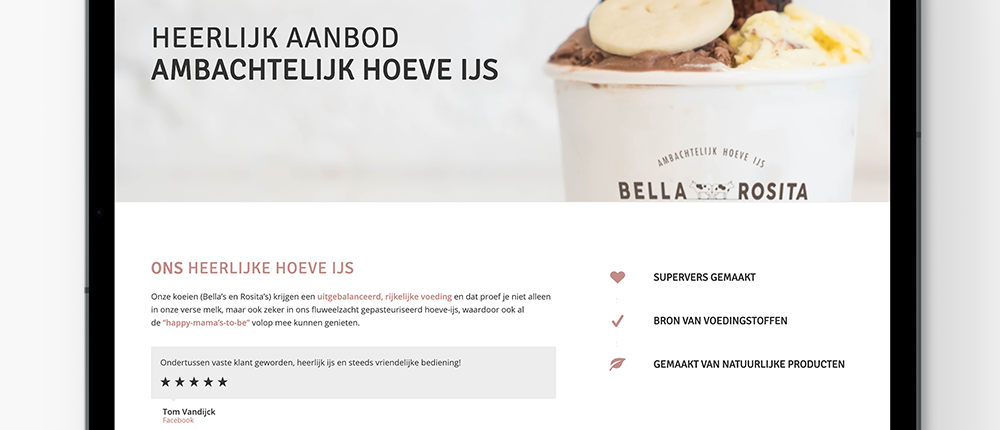 HEERLIJK AANBOD
AMBACHTELIJK HOEVE IJS
AMBACHTELIJK HOEVE IJS
BELLA ROSITA
ONS HEERLIJKE HOEVE IJS
Onze koeien (Bella's en Rosita's) krijgen een uitgebalanceerd, rijkelijke voeding en dat proef je niet alleen
in onze verse melk, maar ook zeker in ons fluweelzacht gepasteuriseerd hoeve-ijs, waardoor ook al
de "happy-mama's-to-be" volop mee kunnen genieten.
Ondertussen vaste klant geworden, heerlijk ijs en steeds vriendelijke bediening!
★★★★★
Tom Vandijck
Facebook
SUPERVERS GEMAAKT
BRON VAN VOEDINGSTOFFEN
GEMAAKT VAN NATUURLIJKE PRODUCTEN